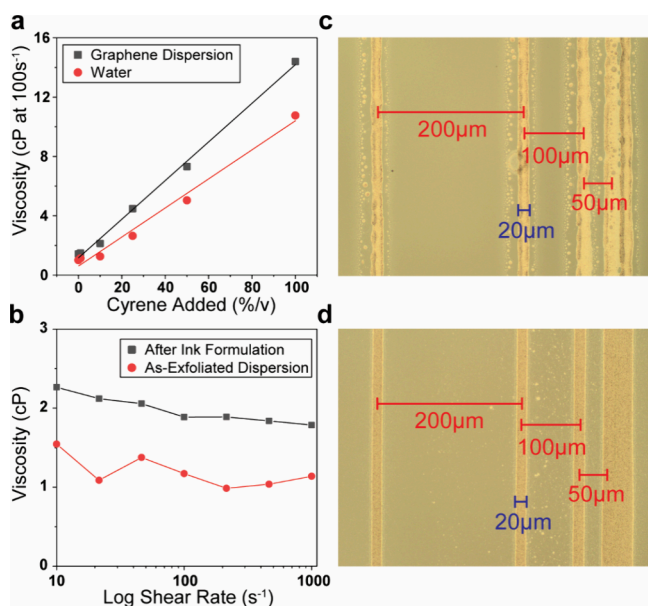 a
Viscosity (cP at 100s⁻¹)
16
12
8
4
0
Graphene Dispersion
Water
0 20 40 60 80 100
Cyrene Added (%/v)
b
Viscosity (cP)
3
2
1
0
After Ink Formulation
As-Exfoliated Dispersion
10 100 1000
Log Shear Rate (s⁻¹)
c
200μm
100μm
50μm
20μm
d
200μm
100μm
50μm
20μm